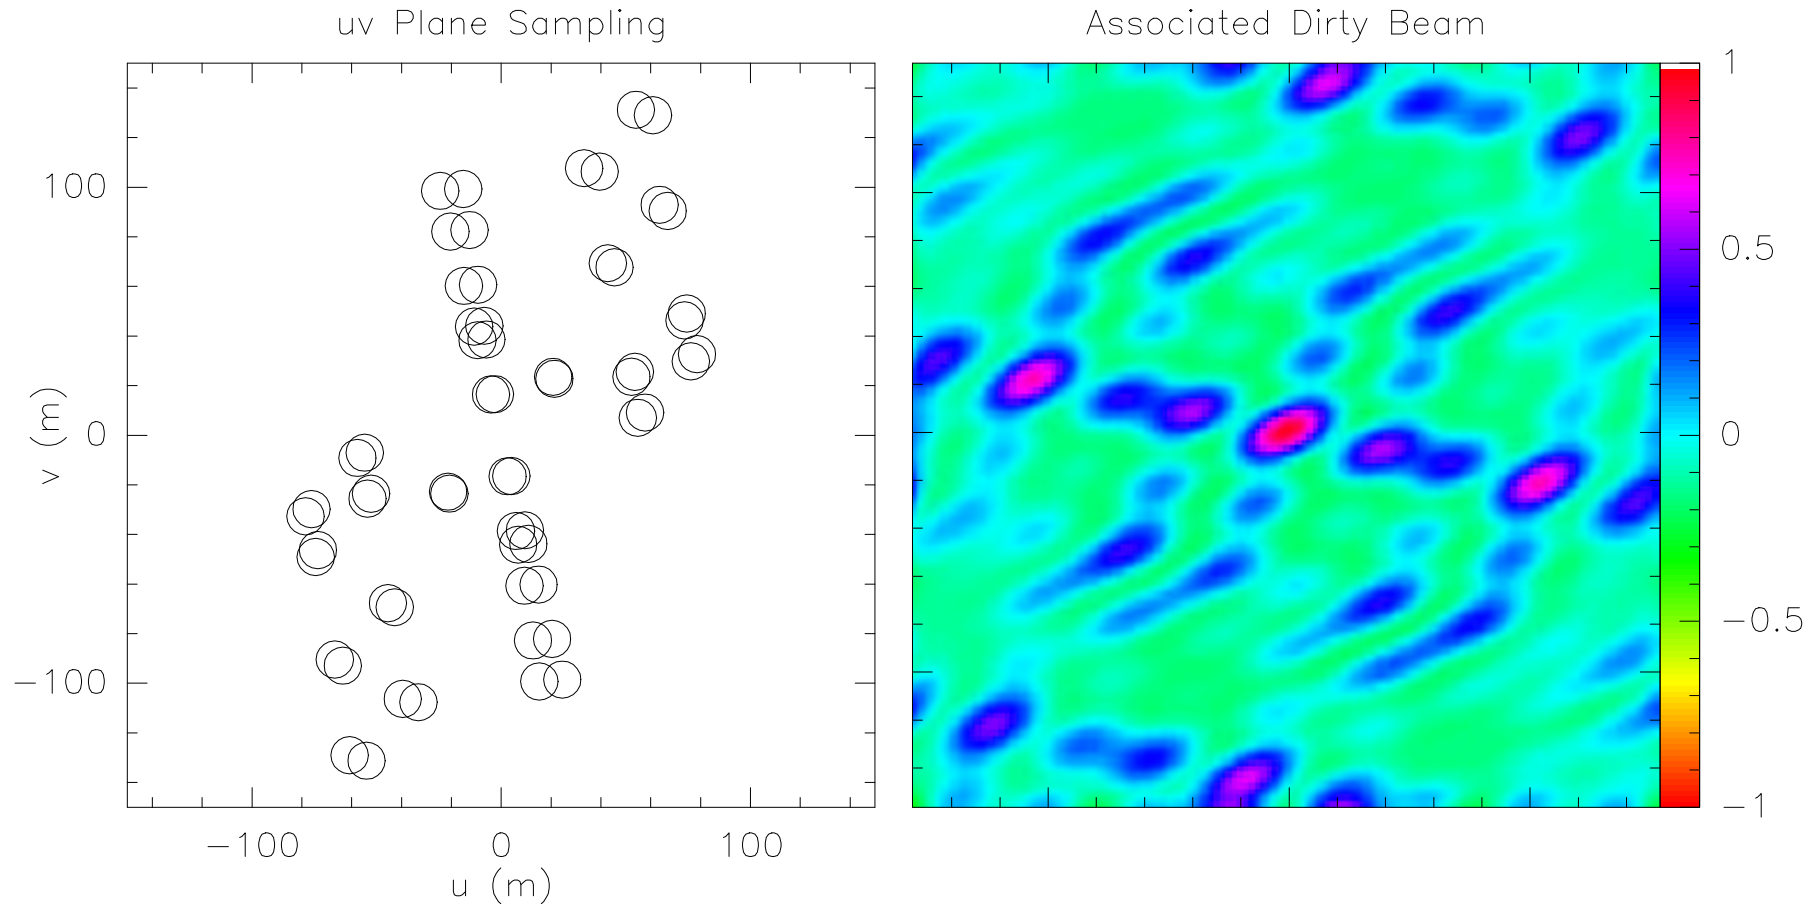 uv Plane Sampling
Associated Dirty Beam
100
0
−100
v (m)
−100 0 100
u (m)
1
0.5
0
−0.5
−1